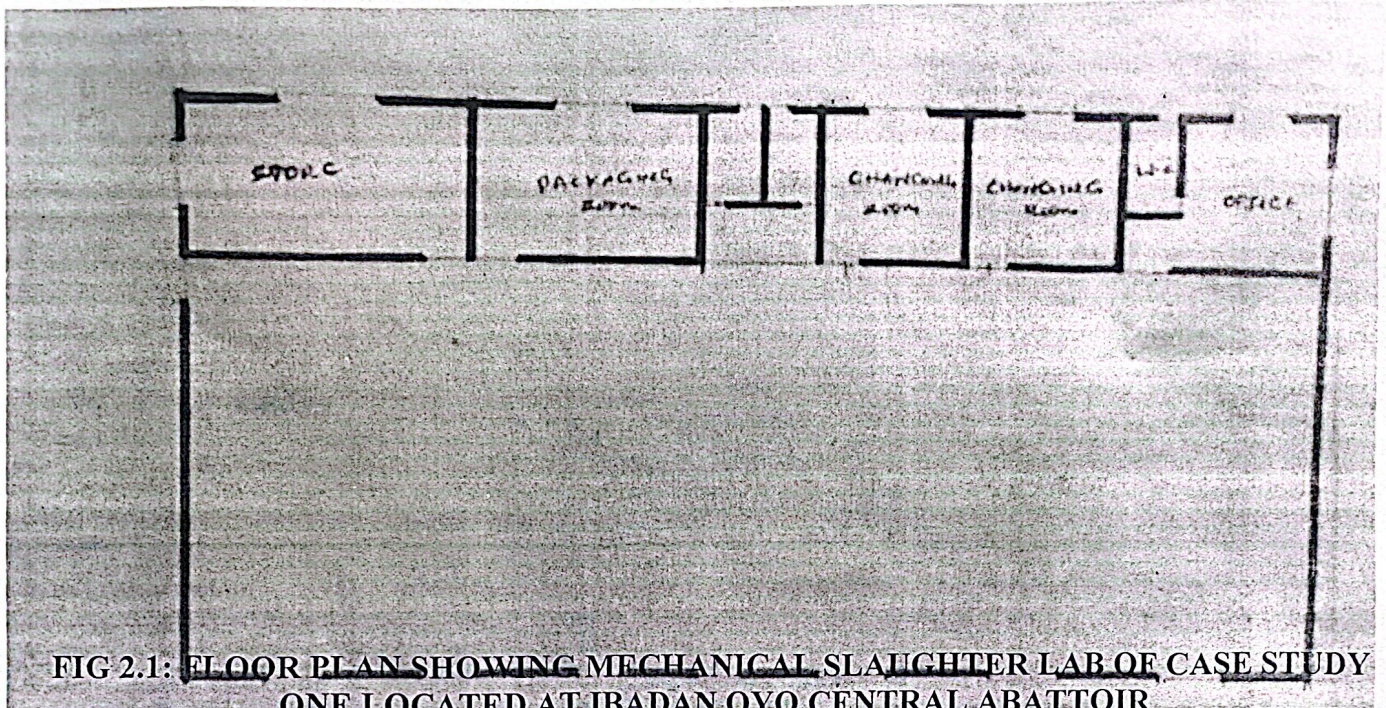 STORE
PACKAGING
ROOM
CHANGING
ROOM
CHANGING
ROOM
W.C
OFFICE
FIG 2.1: FLOOR PLAN SHOWING MECHANICAL SLAUGHTER LAB OF CASE STUDY
ONE LOCATED AT IBADAN OYO CENTRAL ABATTOIR